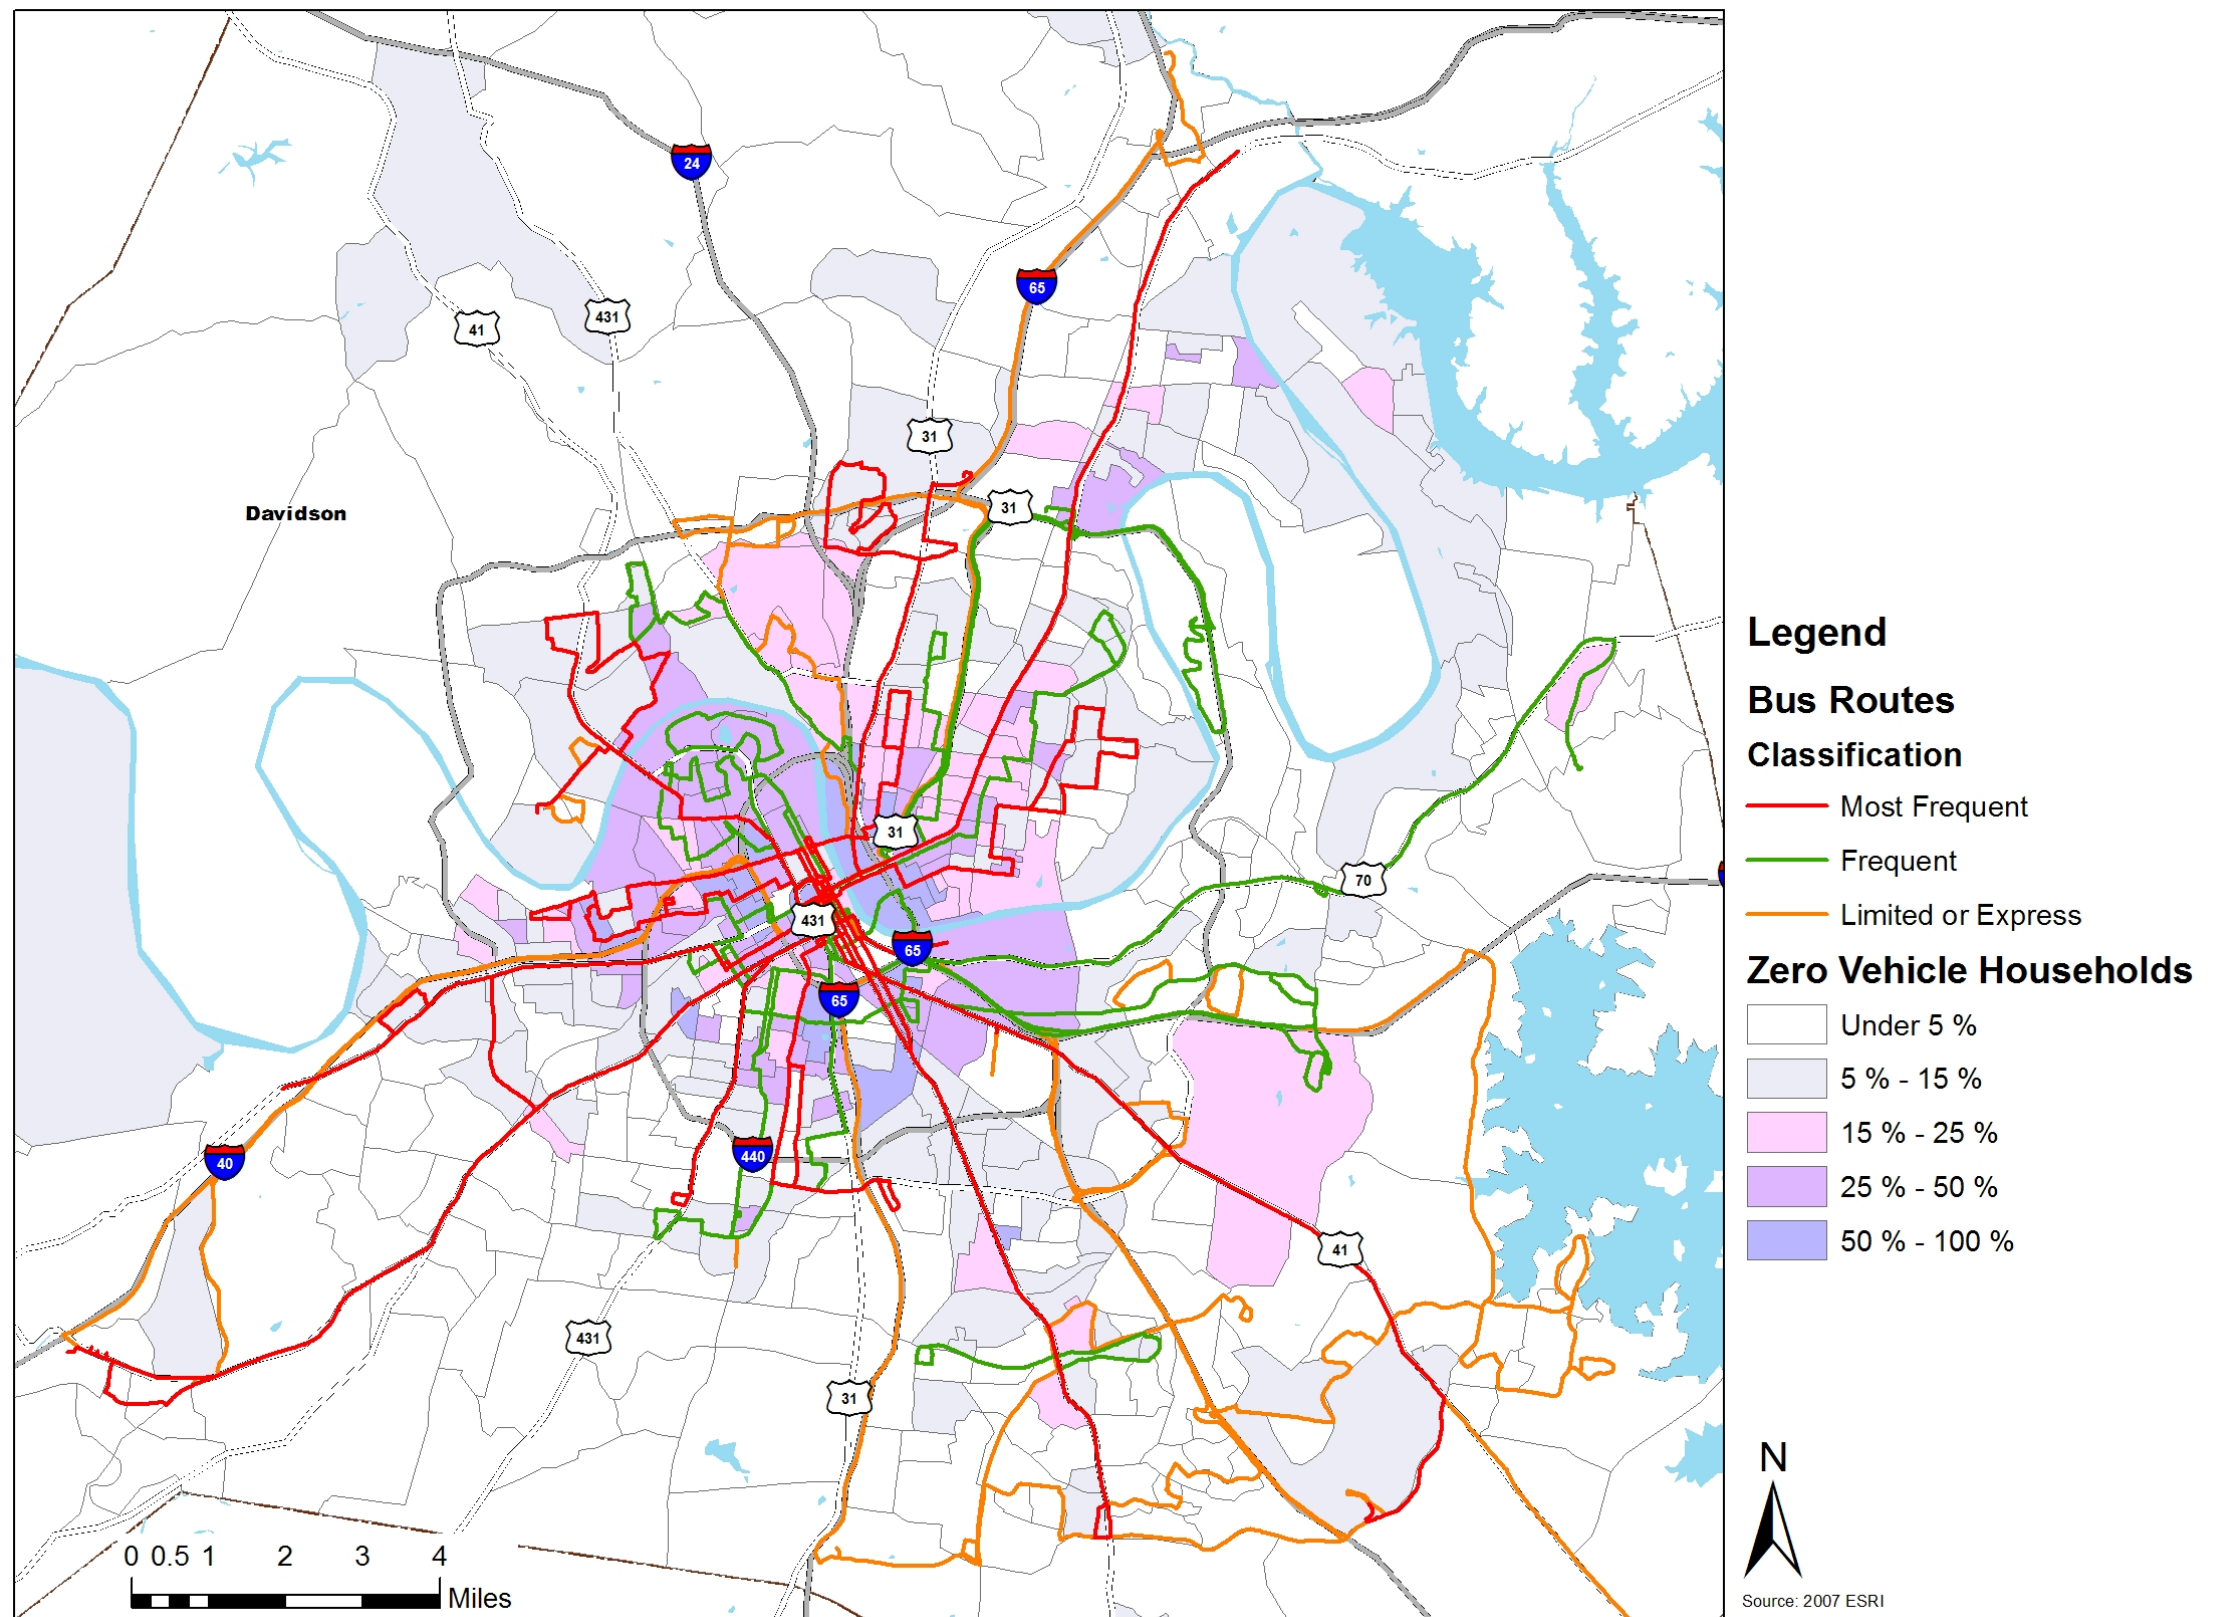 24
65
41
431
31
31
Davidson
31
70
431
65
65
40
440
41
431
31
0 0.5 1 2 3 4
Miles
Legend
Bus Routes
Classification
Most Frequent
Frequent
Limited or Express
Zero Vehicle Households
Under 5 %
5 % - 15 %
15 % - 25 %
25 % - 50 %
50 % - 100 %
N
Source: 2007 ESRI